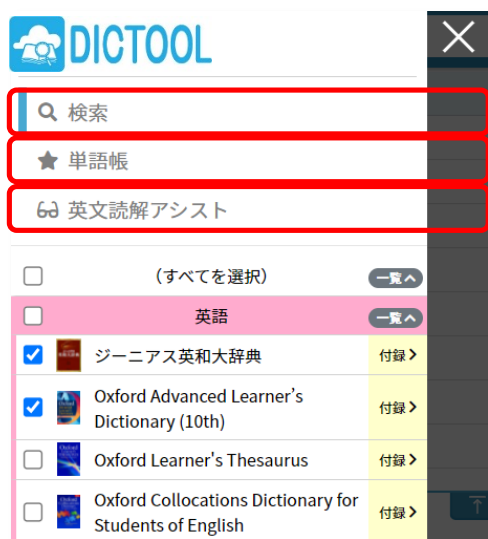 DICTOOL
検索
単語帳
英文読解アシスト
（すべてを選択） 一覧へ
英語 一覧へ
ジーニアス英和大辞典 付録
Oxford Advanced Learner’s
Dictionary (10th) 付録
Oxford Learner's Thesaurus 付録
Oxford Collocations Dictionary for
Students of English 付録